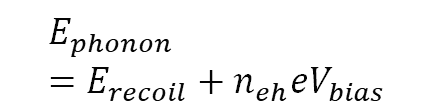 E_phonon
= E_recoil + n_eh eV_bias